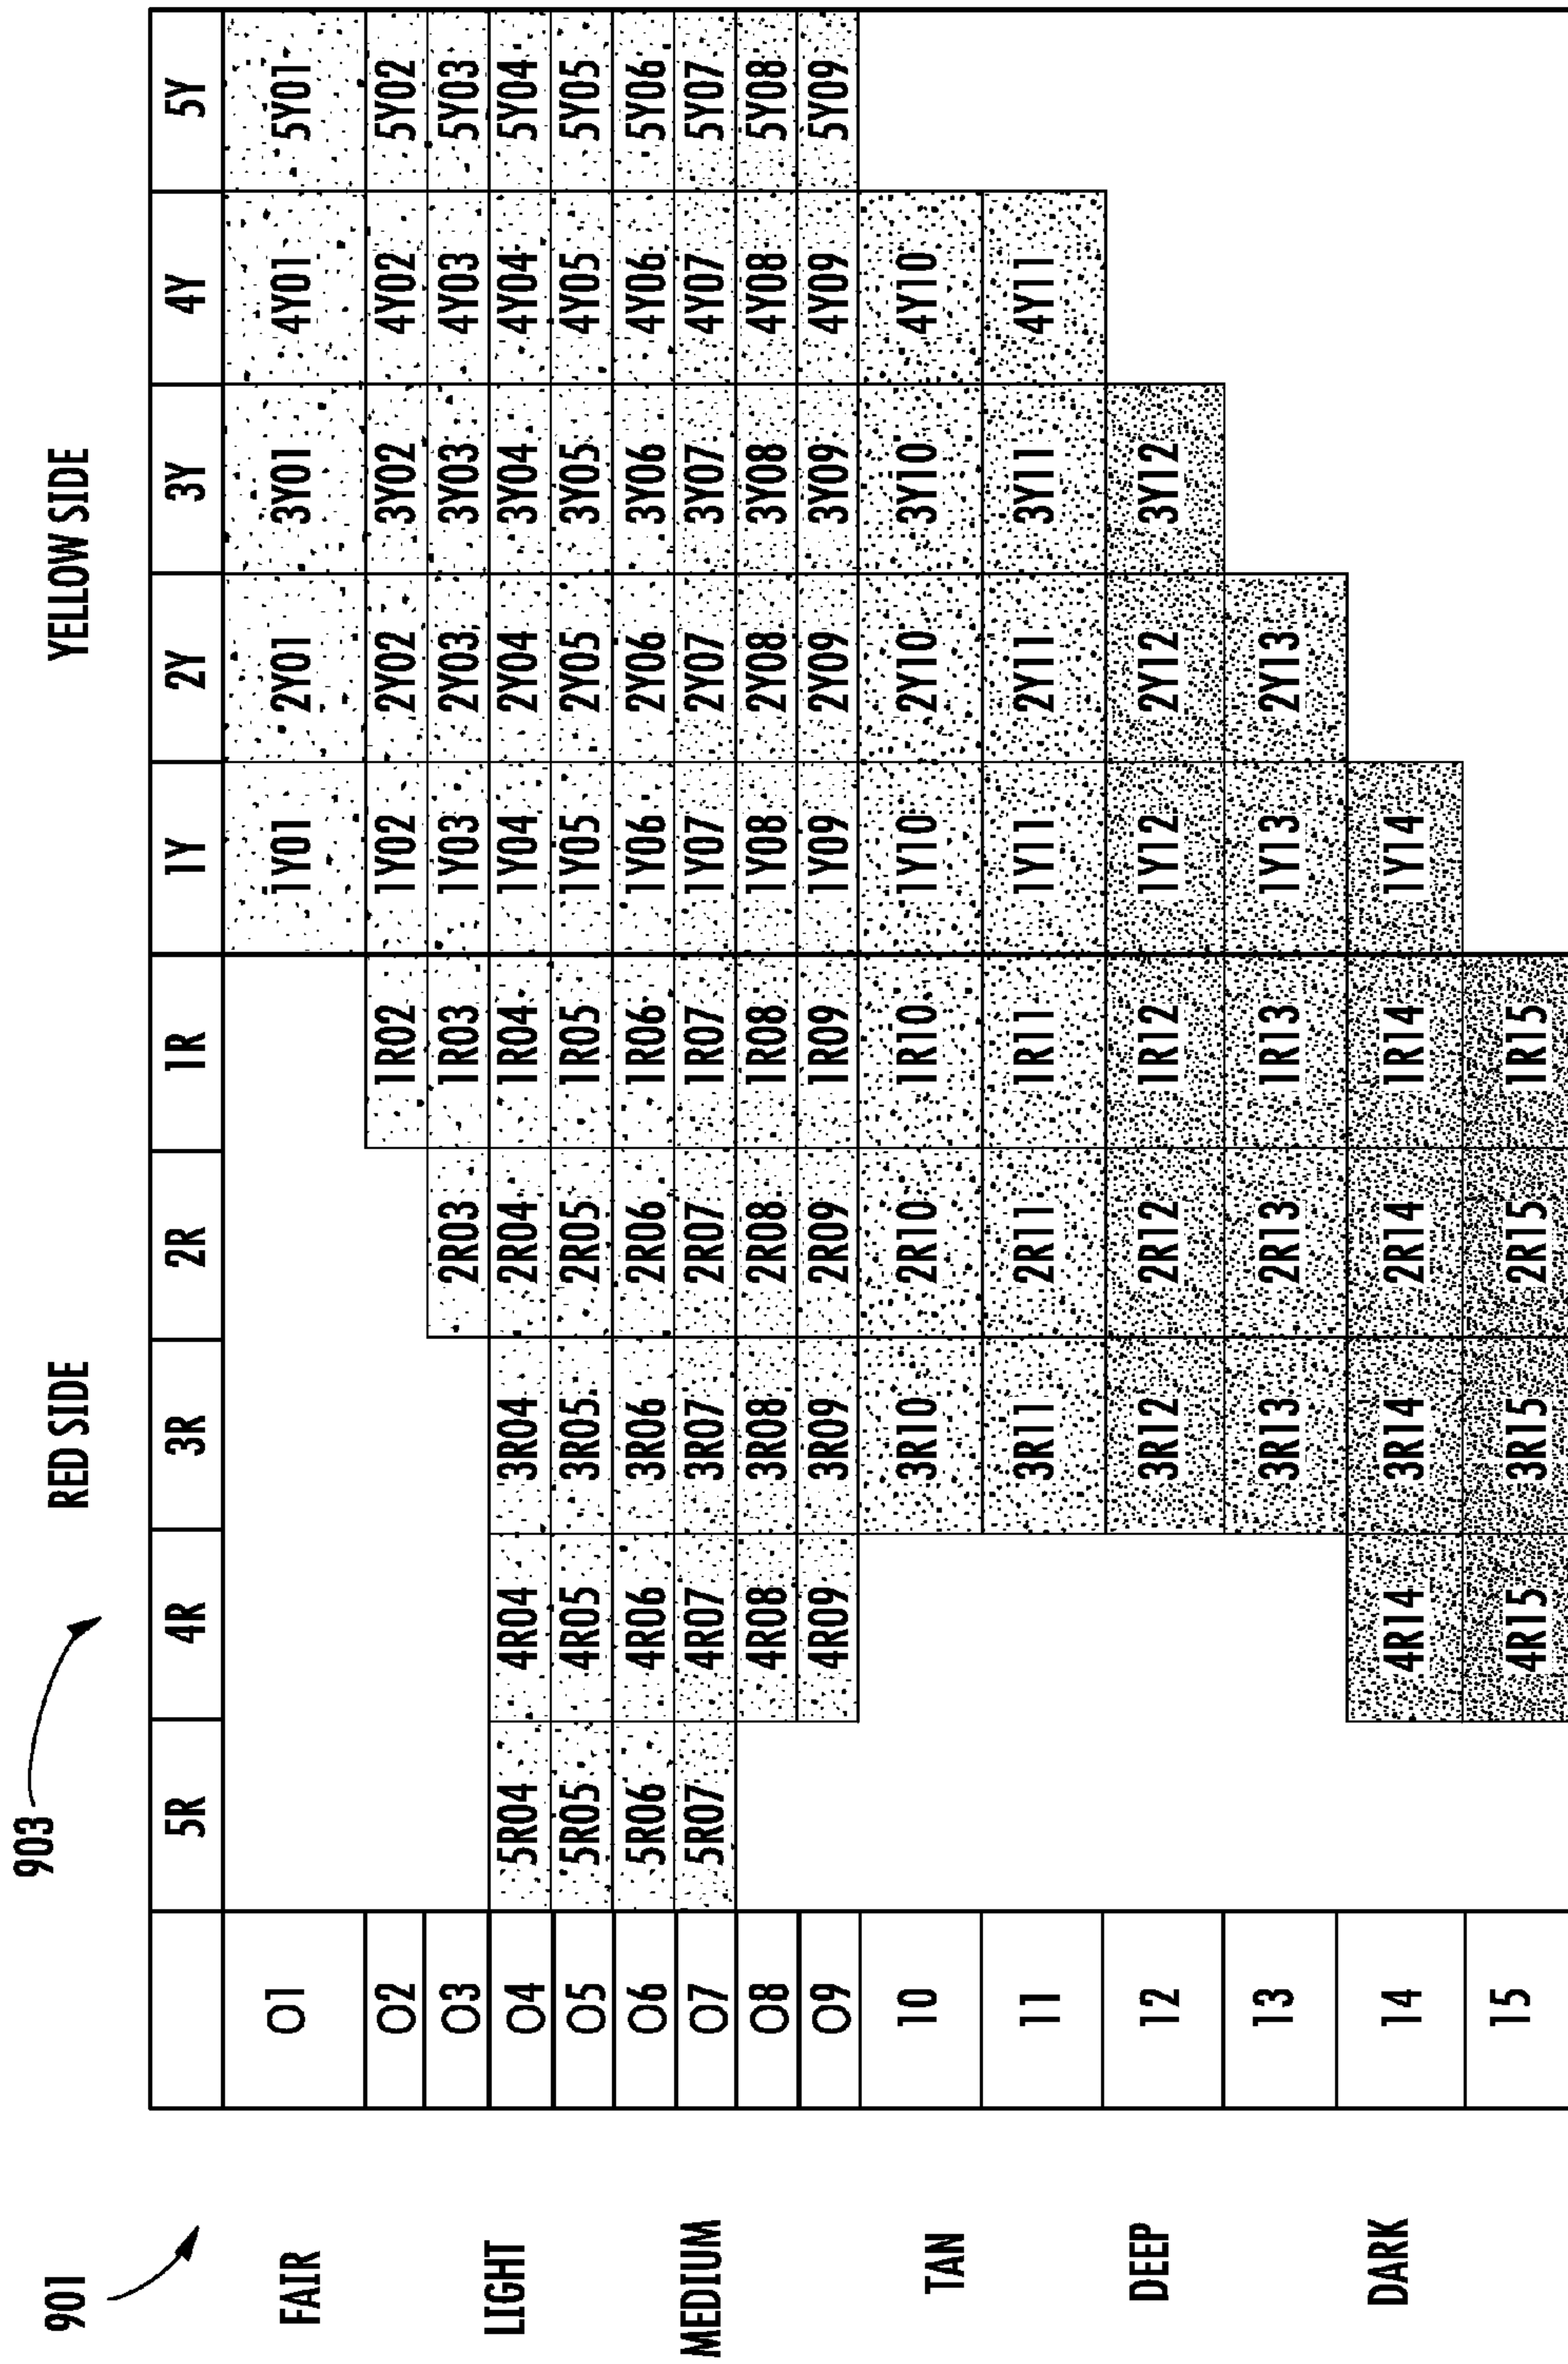 901
903
RED SIDE YELLOW SIDE
5R 4R 3R 2R 1R 1Y 2Y 3Y 4Y 5Y
FAIR
01 1Y01 2Y01 3Y01 4Y01 5Y01
02 1R02 1Y02 2Y02 3Y02 4Y02 5Y02
03 2R03 1R03 1Y03 2Y03 3Y03 4Y03 5Y03
LIGHT
04 5R04 4R04 3R04 2R04 1R04 1Y04 2Y04 3Y04 4Y04 5Y04
05 5R05 4R05 3R05 2R05 1R05 1Y05 2Y05 3Y05 4Y05 5Y05
06 5R06 4R06 3R06 2R06 1R06 1Y06 2Y06 3Y06 4Y06 5Y06
MEDIUM
07 5R07 4R07 3R07 2R07 1R07 1Y07 2Y07 3Y07 4Y07 5Y07
08 4R08 3R08 2R08 1R08 1Y08 2Y08 3Y08 4Y08 5Y08
09 4R09 3R09 2R09 1R09 1Y09 2Y09 3Y09 4Y09 5Y09
TAN
10 3R10 2R10 1R10 1Y10 2Y10 3Y10 4Y10
11 3R11 2R11 1R11 1Y11 2Y11 3Y11 4Y11
DEEP
12 3R12 2R12 1R12 1Y12 2Y12 3Y12
13 3R13 2R13 1R13 1Y13 2Y13
DARK
14 4R14 3R14 2R14 1R14 1Y14
15 4R15 3R15 2R15 1R15